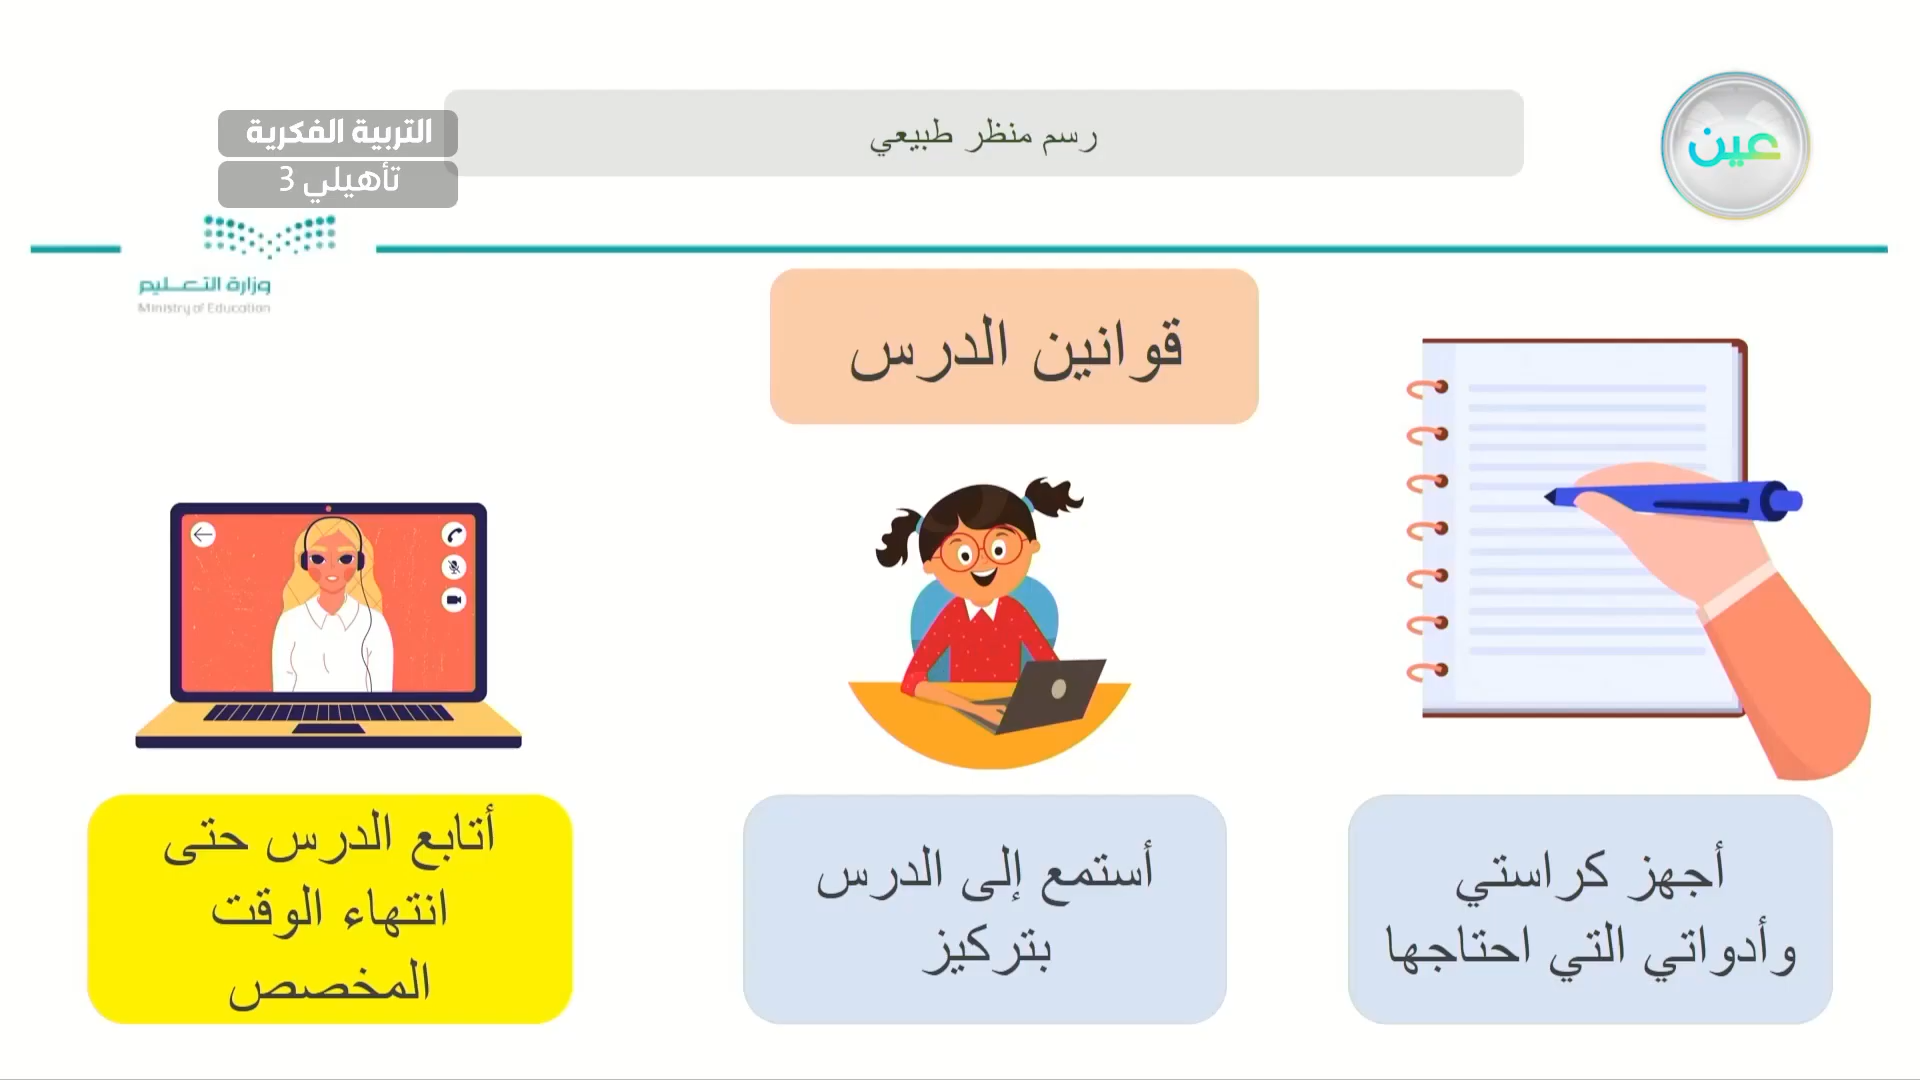 رسم منظر طبيعي
التربية الفكرية
تأهيلي 3
عين
وزارة التعليم
Ministry of Education
قوانين الدرس
أجهز كراستي
وأدواتي التي احتاجها
أستمع إلى الدرس
بتركيز
أتابع الدرس حتى
انتهاء الوقت
المخصص